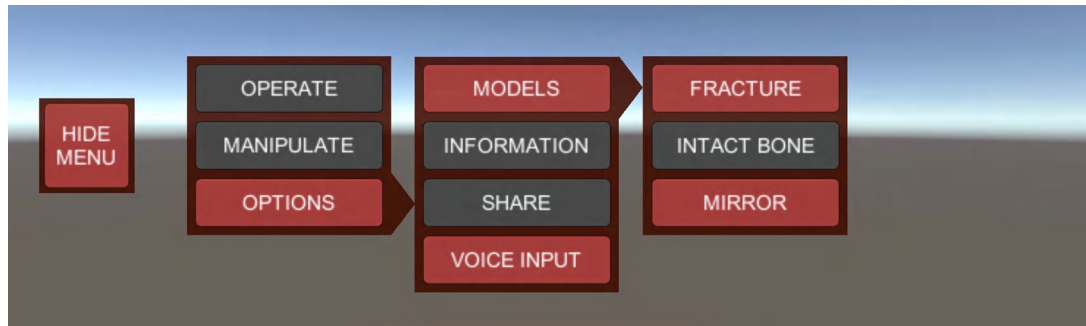 HIDE
MENU
OPERATE
MANIPULATE
OPTIONS
MODELS
INFORMATION
SHARE
VOICE INPUT
FRACTURE
INTACT BONE
MIRROR